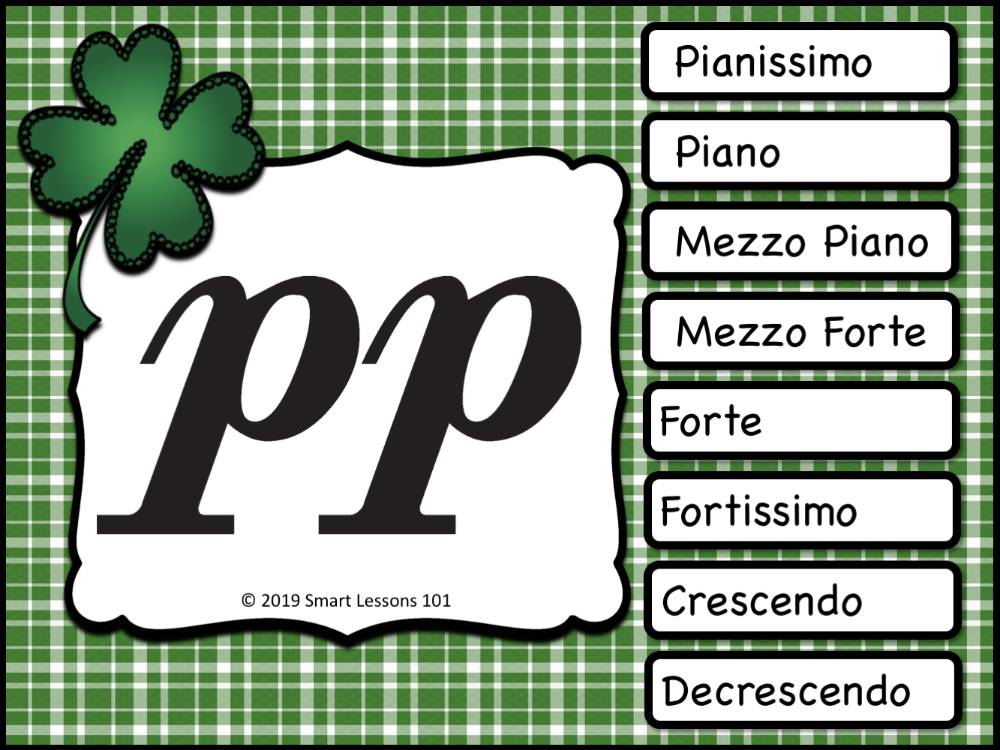 pp
© 2019 Smart Lessons 101
Pianissimo
Piano
Mezzo Piano
Mezzo Forte
Forte
Fortissimo
Crescendo
Decrescendo